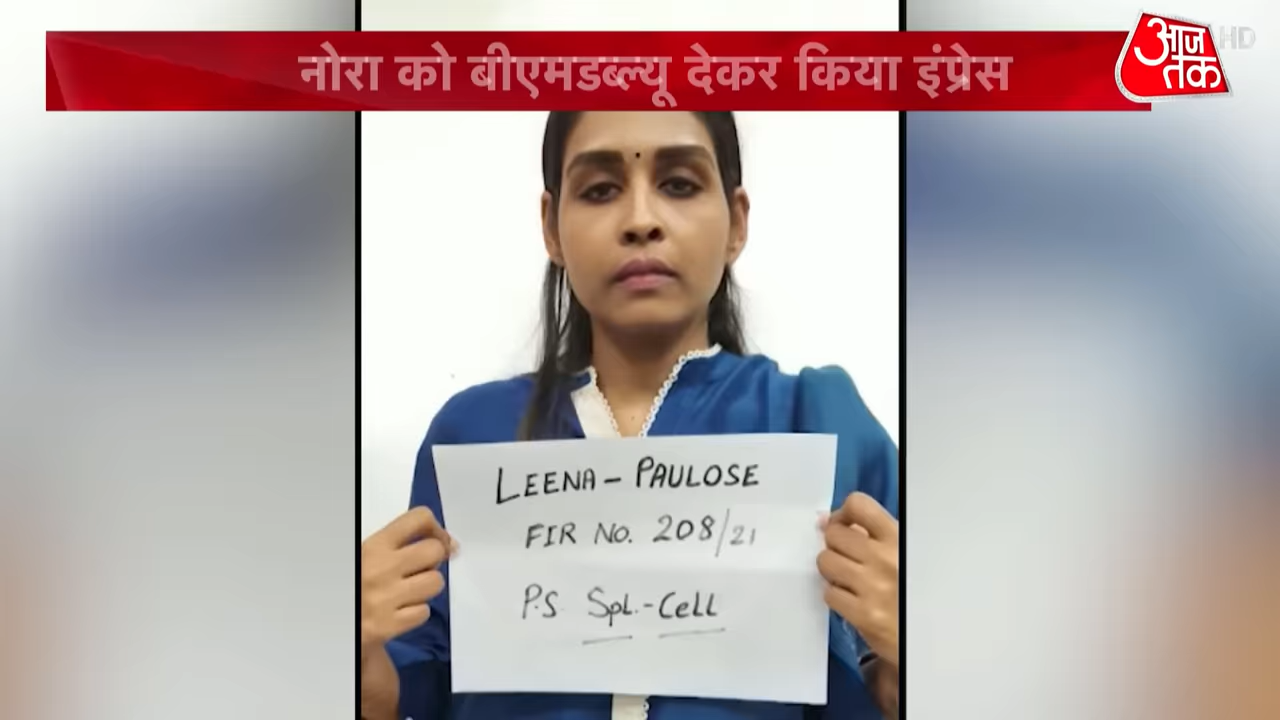 नोरा को बीएमडब्ल्यू देकर किया इंप्रेस
आज तक HD
LEENA - PAULOSE
FIR NO. 208/21
P.S Spl.-Cell